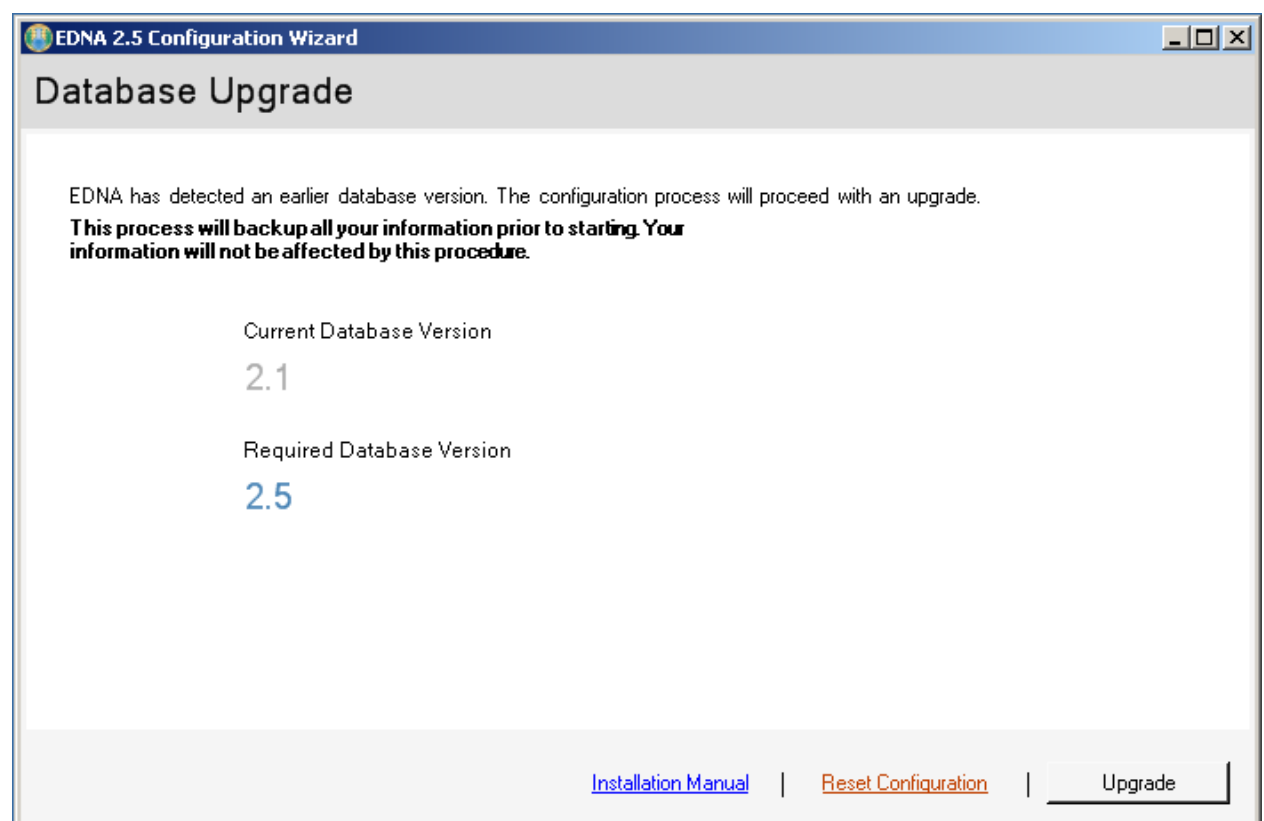 EDNA 2.5 Configuration Wizard
Database Upgrade
EDNA has detected an earlier database version. The configuration process will proceed with an upgrade.
This process will backup all your information prior to starting. Your
information will not be affected by this procedure.
Current Database Version
2.1
Required Database Version
2.5
Installation Manual | Reset Configuration | Upgrade